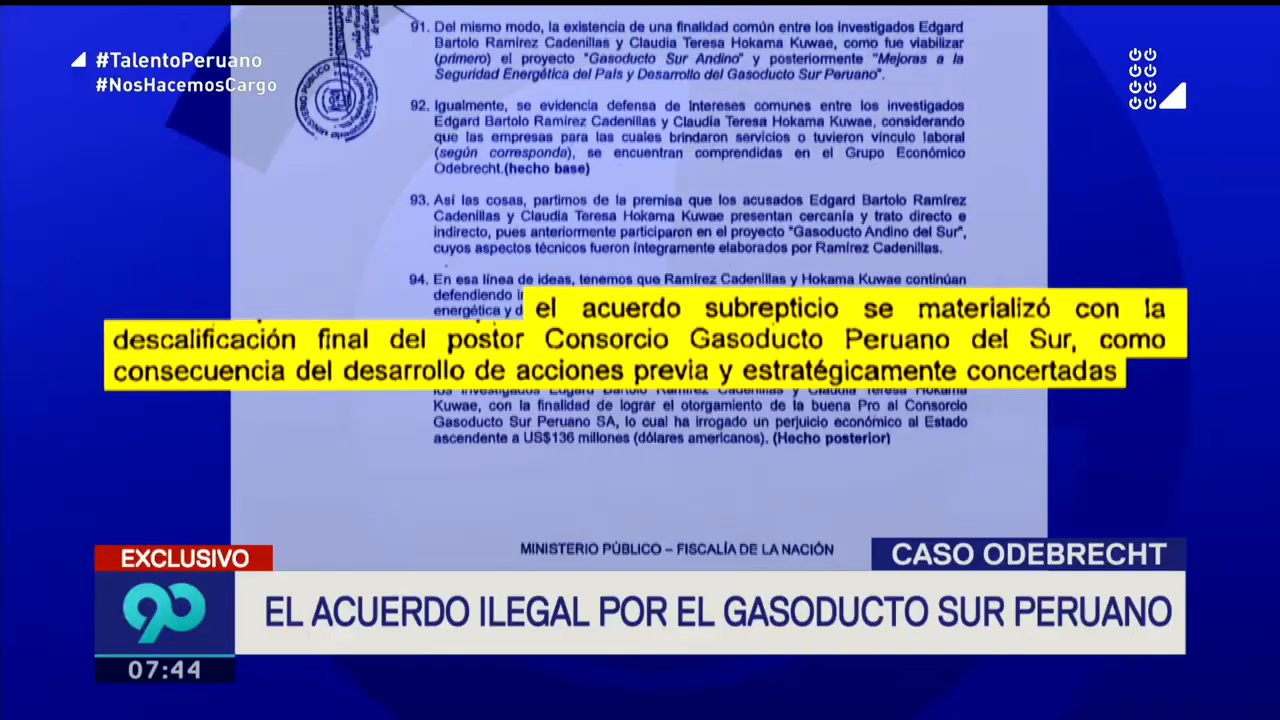 #TalentoPeruano
#NosHacemosCargo
91. Del mismo modo, la existencia de una finalidad común entre los investigados Edgard
Bartolo Ramírez Cadenillas y Claudia Teresa Hokama Kuwae, como fue viabilizar
(primero) el proyecto "Gasoducto Sur Andino" y posteriormente "Mejoras a la
Seguridad Energética del País y Desarrollo del Gasoducto Sur Peruano".
MINISTERIO PÚBLICO
92. Igualmente, se evidencia defensa de Intereses comunes entre los investigados
Edgard Bartolo Ramírez Cadenillas y Claudia Teresa Hokama Kuwae, considerando
que las empresas para las cuales brindaron servicios o tuvieron vínculo laboral
(según corresponda), se encuentran comprendidas en el Grupo Económico
Odebrecht.(hecho base)
93. Así las cosas, partimos de la premisa que los acusados Edgard Bartolo Ramírez
Cadenillas y Claudia Teresa Hokama Kuwae presentan cercanía y trato directo e
indirecto, pues anteriormente participaron en el proyecto "Gasoducto Andino del Sur",
cuyos aspectos técnicos fueron íntegramente elaborados por Ramírez Cadenillas.
94. En esa línea de ideas, tenemos que Ramírez Cadenillas y Hokama Kuwae continúan
defendiendo
energética y d
el acuerdo subrepticio se materializó con la
descalificación final del postor Consorcio Gasoducto Peruano del Sur, como
consecuencia del desarrollo de acciones previa y estratégicamente concertadas
los investigados Edgard Bartolo Ramírez Cadenillas y Claudia Teresa Hokama
Kuwae, con la finalidad de lograr el otorgamiento de la buena Pro al Consorcio
Gasoducto Sur Peruano SA, lo cual ha irrogado un perjuicio económico al Estado
ascendente a US$136 millones (dólares americanos). (Hecho posterior)
MINISTERIO PÚBLICO – FISCALÍA DE LA NACIÓN
EXCLUSIVO
CASO ODEBRECHT
90
EL ACUERDO ILEGAL POR EL GASODUCTO SUR PERUANO
07:44